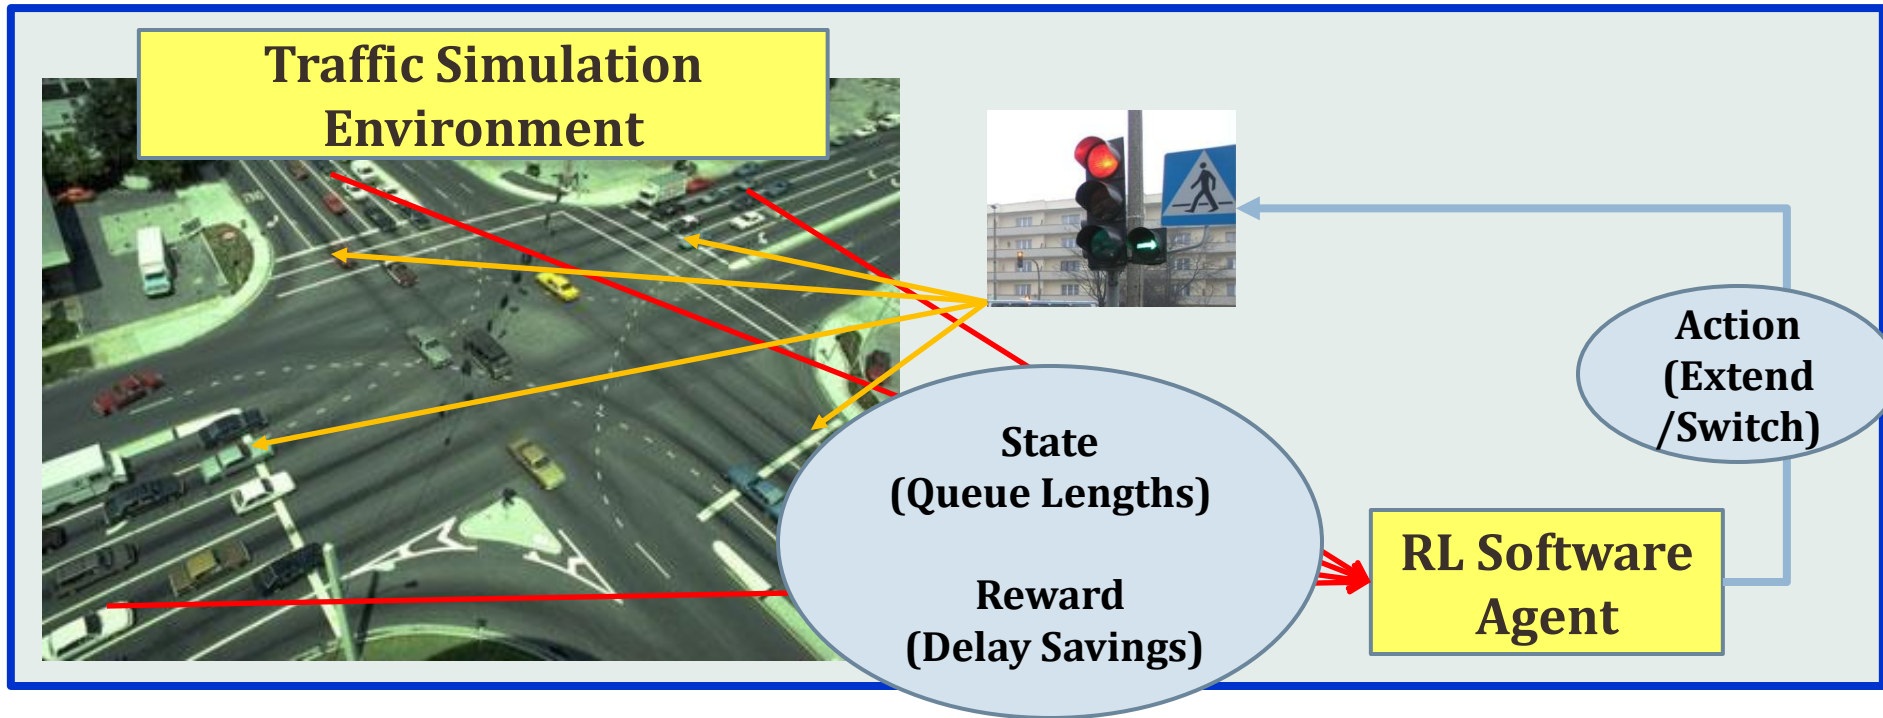 Traffic Simulation
Environment
Action
(Extend
/Switch)
State
(Queue Lengths)
Reward
(Delay Savings)
RL Software
Agent